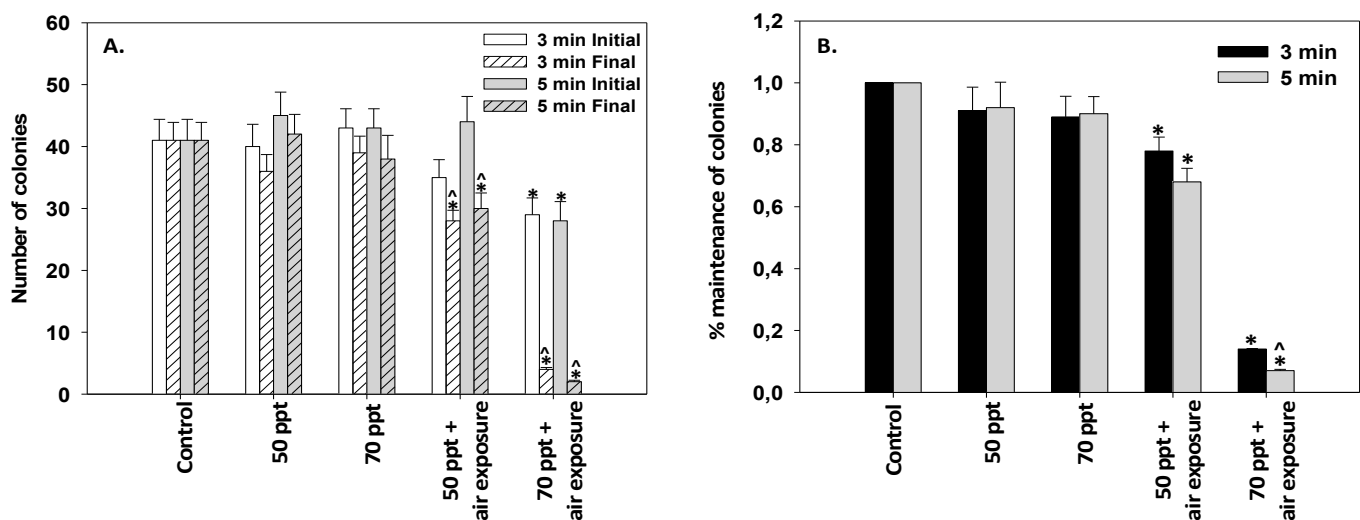 A.
3 min Initial
3 min Final
5 min Initial
5 min Final
Number of colonies
60
50
40
30
20
10
0
^
*
^
*
*
*
^
*
^
*
Control
50 ppt
70 ppt
50 ppt +
air exposure
70 ppt +
air exposure
B.
3 min
5 min
% maintenance of colonies
1,2
1,0
0,8
0,6
0,4
0,2
0,0
*
*
*
^
*
Control
50 ppt
70 ppt
50 ppt +
air exposure
70 ppt +
air exposure